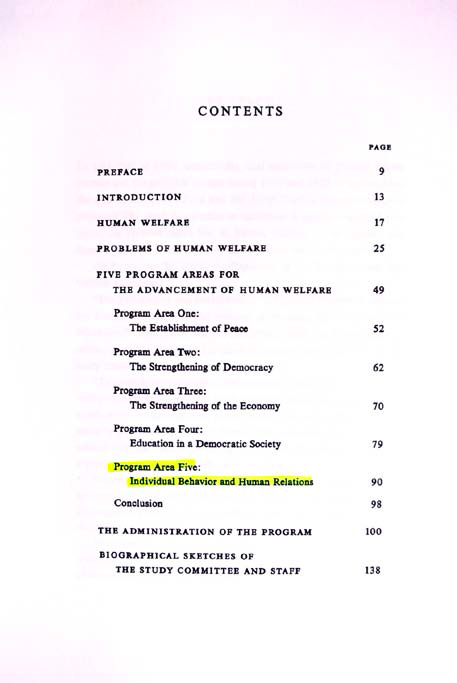 CONTENTS
PAGE
PREFACE 9
INTRODUCTION 13
HUMAN WELFARE 17
PROBLEMS OF HUMAN WELFARE 25
FIVE PROGRAM AREAS FOR
THE ADVANCEMENT OF HUMAN WELFARE 49
Program Area One:
The Establishment of Peace 52
Program Area Two:
The Strengthening of Democracy 62
Program Area Three:
The Strengthening of the Economy 70
Program Area Four:
Education in a Democratic Society 79
Program Area Five:
Individual Behavior and Human Relations 90
Conclusion 98
THE ADMINISTRATION OF THE PROGRAM 100
BIOGRAPHICAL SKETCHES OF
THE STUDY COMMITTEE AND STAFF 138